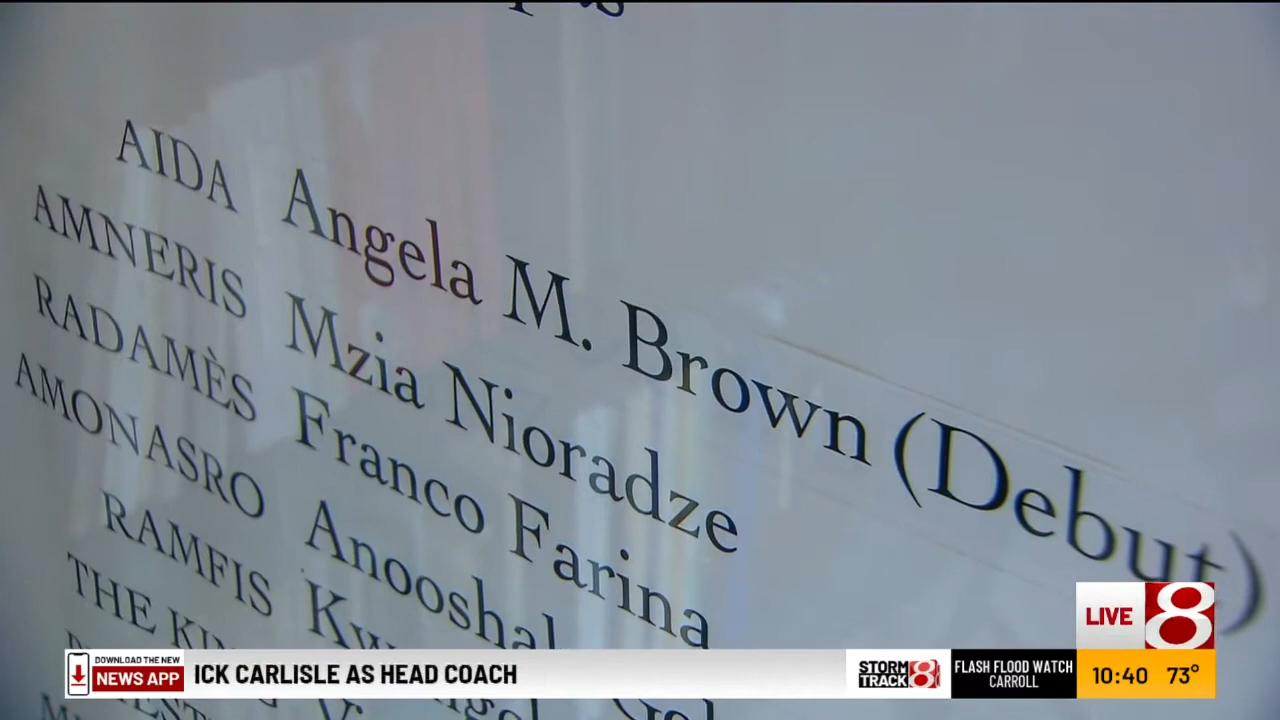 AIDA Angela M. Brown (Debut)
AMNERIS Mzia Nioradze
RADAMÈS Franco Farina
AMONASRO
RAMFIS
THE
LIVE 8
DOWNLOAD THE NEW
NEWS APP
ICK CARLISLE AS HEAD COACH
STORM
TRACK 8
FLASH FLOOD WATCH
CARROLL
10:40 73°